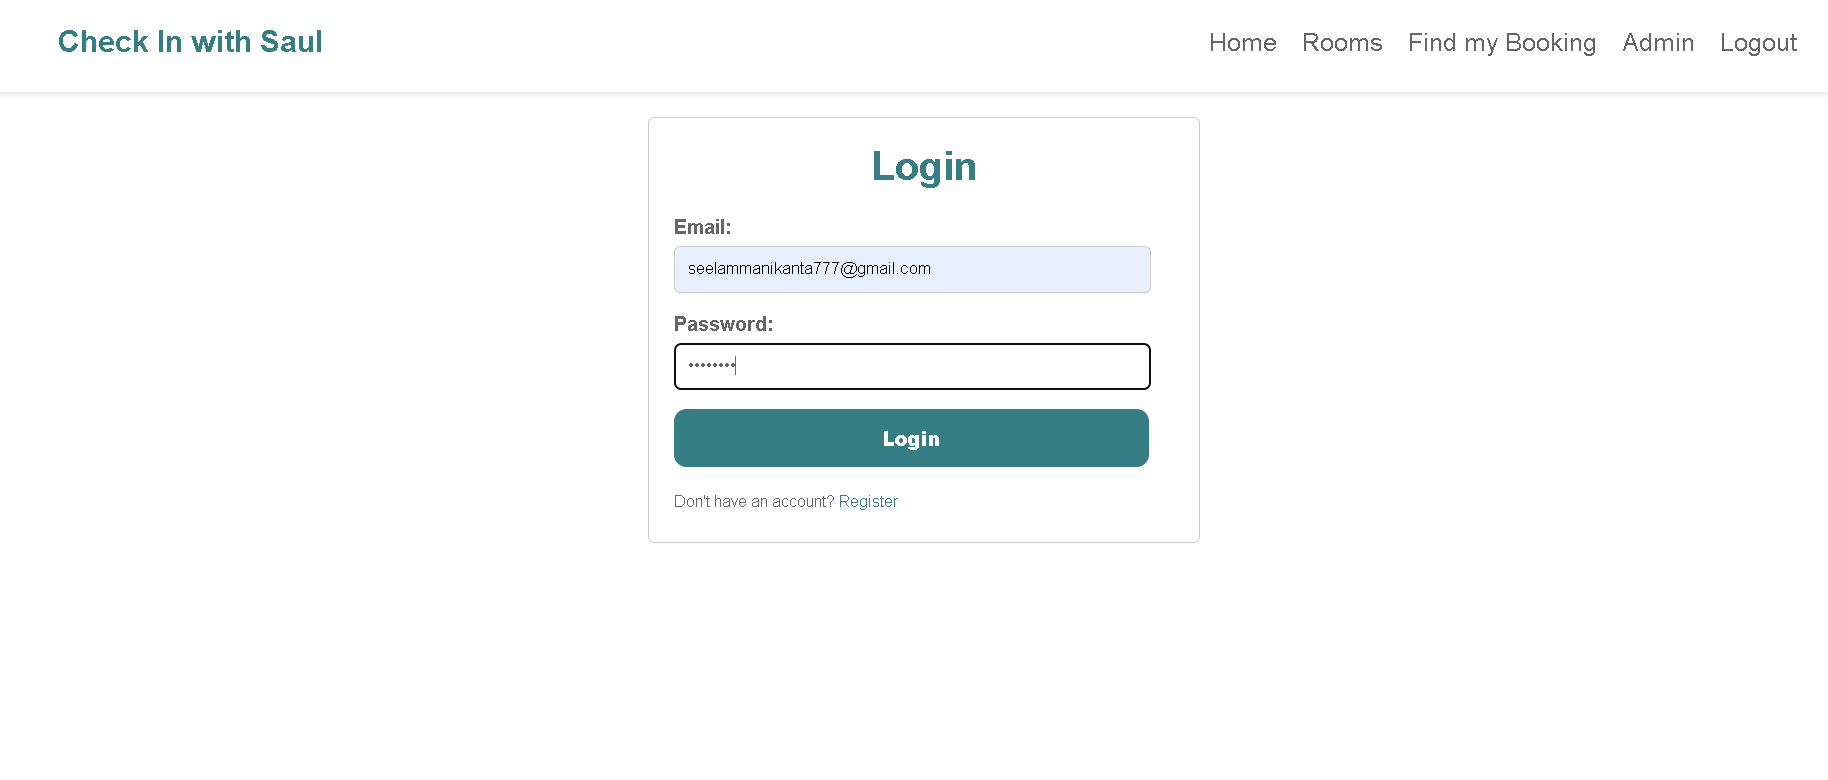 Check In with Saul
Home Rooms Find my Booking Admin Logout
Login
Email:
seelammanikanta777@gmail.com
Password:
••••••••
Login
Don't have an account? Register